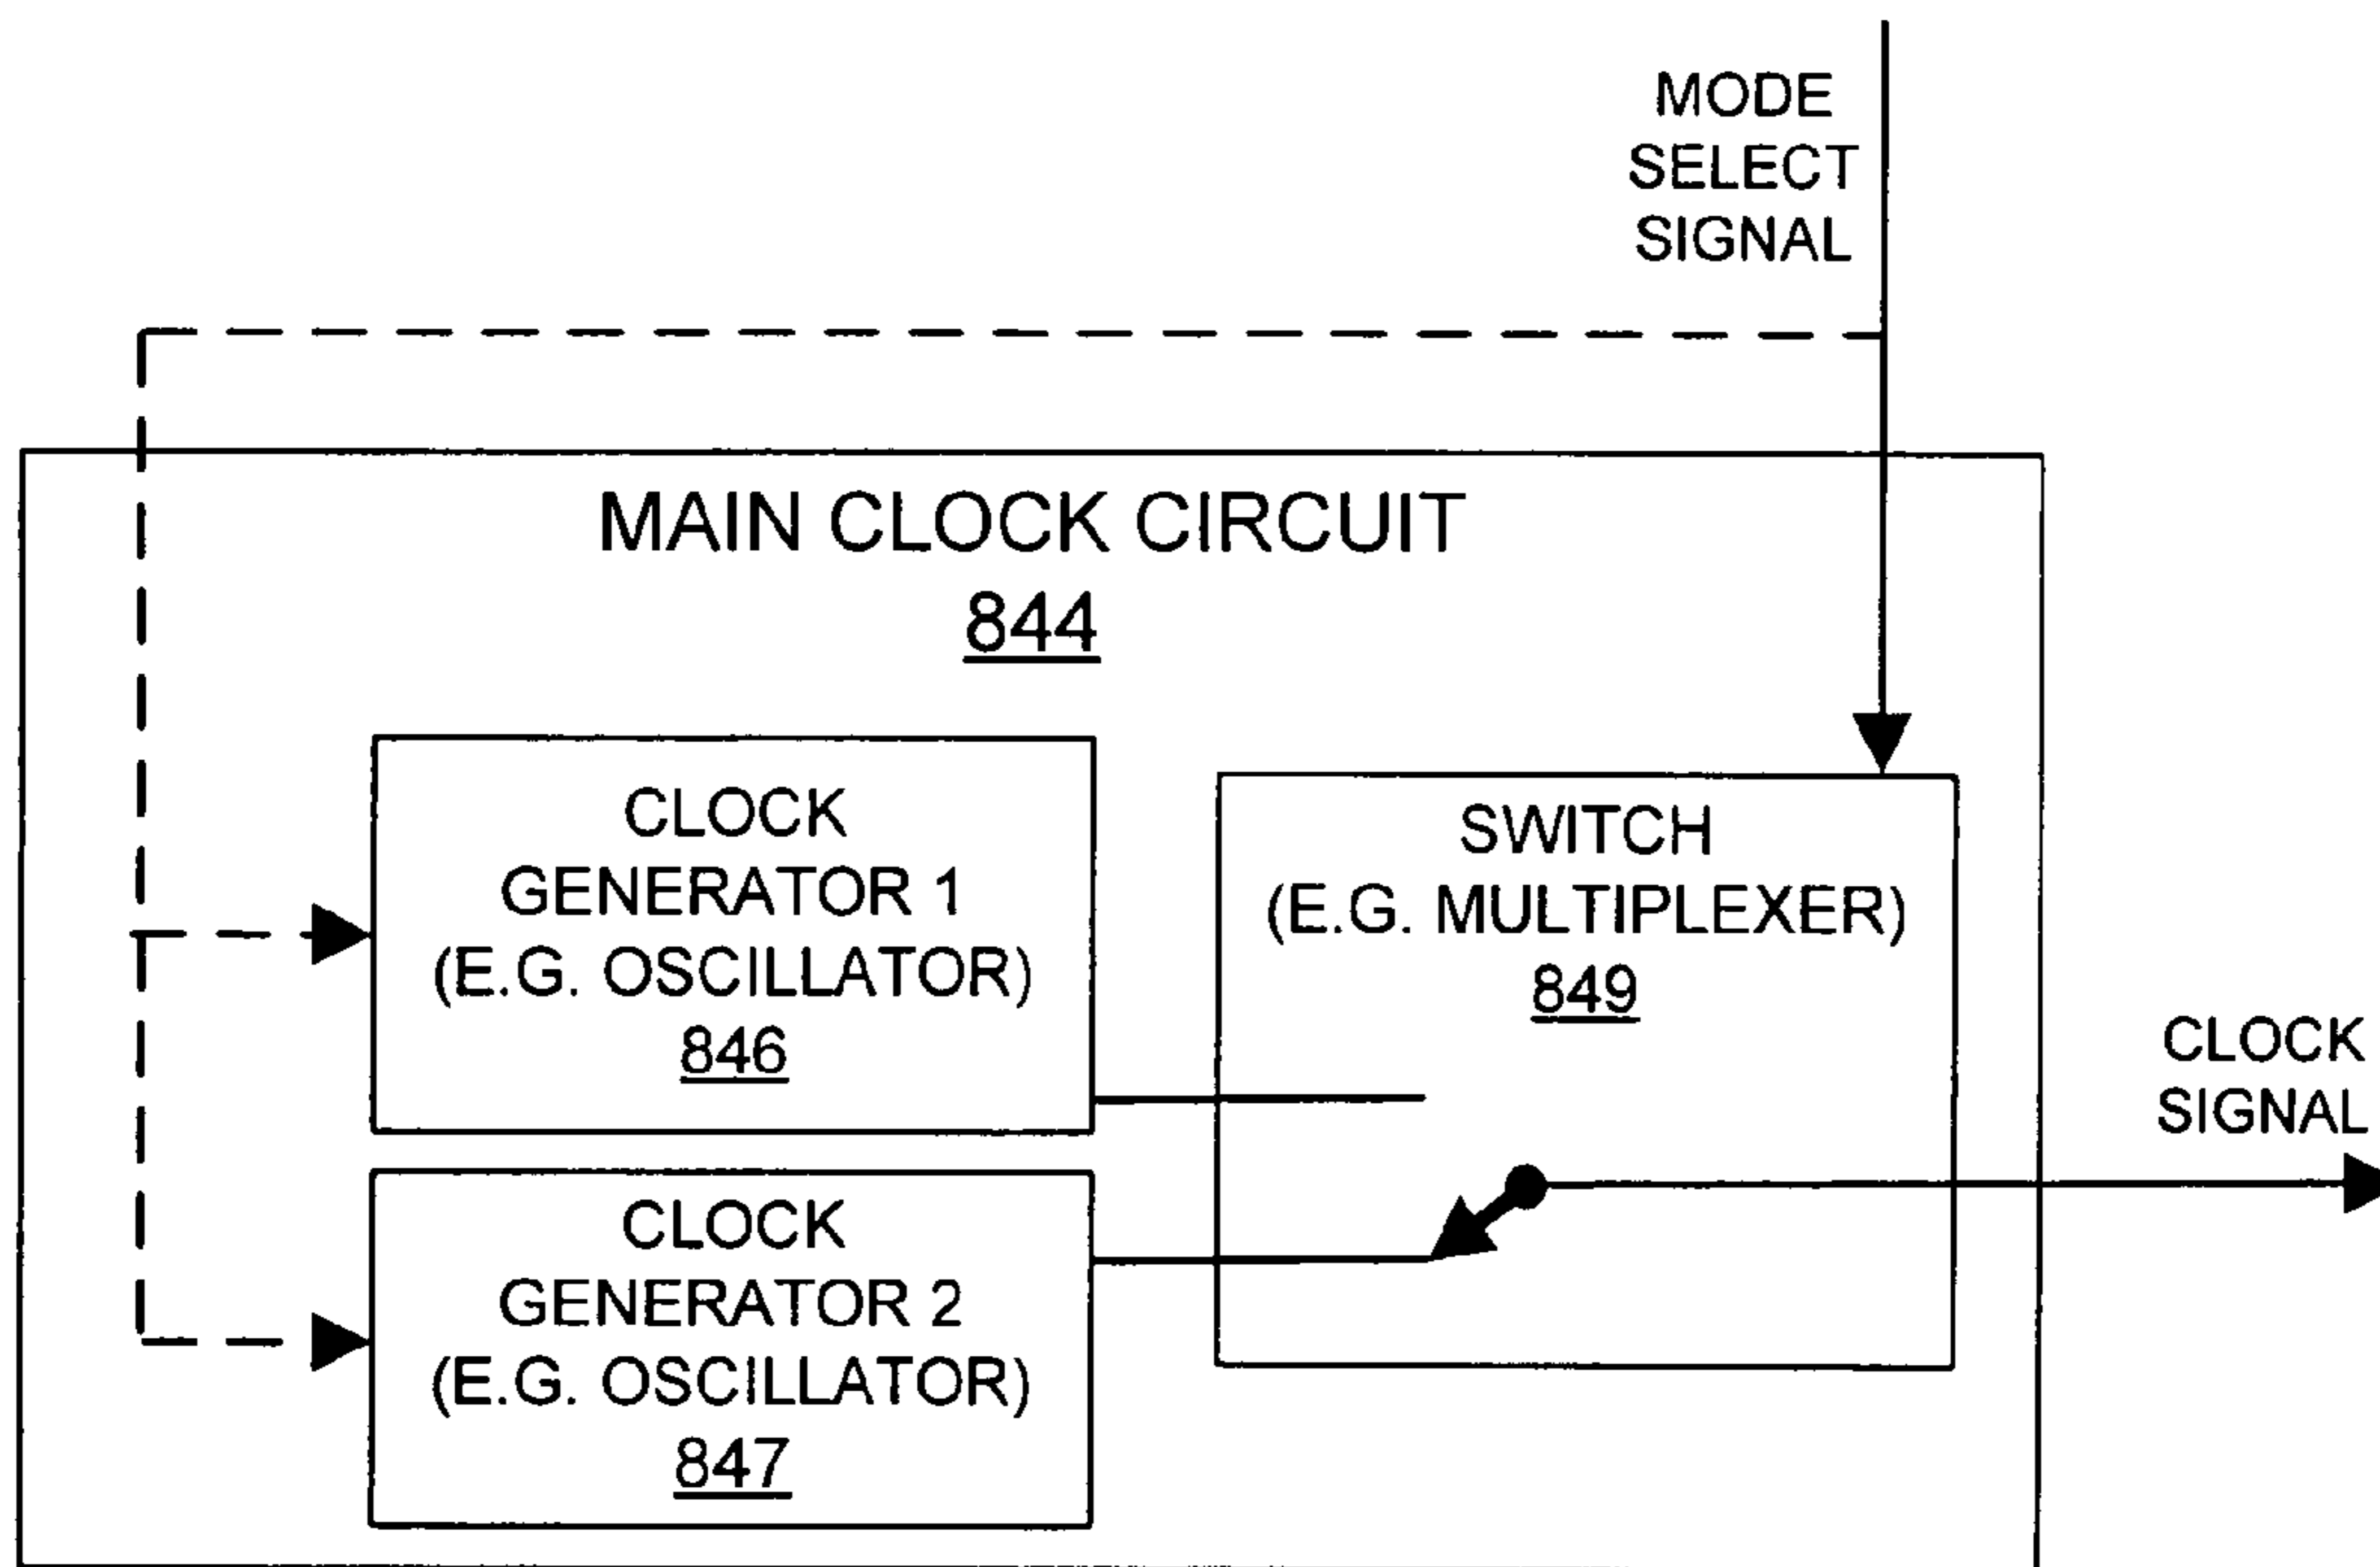 MODE
SELECT
SIGNAL
MAIN CLOCK CIRCUIT
844
CLOCK
GENERATOR 1
(E.G. OSCILLATOR)
846
SWITCH
(E.G. MULTIPLEXER)
849
CLOCK
SIGNAL
CLOCK
GENERATOR 2
(E.G. OSCILLATOR)
847